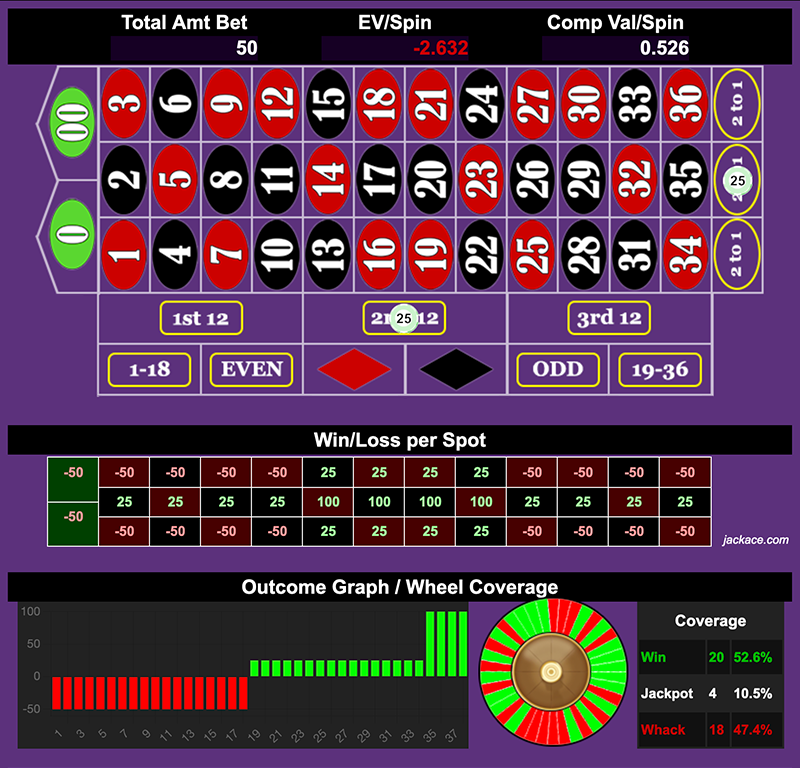 Total Amt Bet EV/Spin Comp Val/Spin
50 -2.632 0.526
00 3 6 9 12 15 18 21 24 27 30 33 36 2 to 1
2 5 8 11 14 17 20 23 26 29 32 35 25
0 1 4 7 10 13 16 19 22 25 28 31 34 2 to 1
1st 12 25 12 3rd 12
1-18 EVEN ODD 19-36
Win/Loss per Spot
-50 -50 -50 -50 -50 25 25 25 25 -50 -50 -50 -50
25 25 25 25 100 100 100 100 25 25 25 25
-50 -50 -50 -50 -50 25 25 25 25 -50 -50 -50 -50
jackace.com
Outcome Graph / Wheel Coverage
100
50
0
-50
1 3 5 7 9 11 13 15 17 19 21 23 25 27 29 31 33 35 37
Coverage
Win 20 52.6%
Jackpot 4 10.5%
Whack 18 47.4%